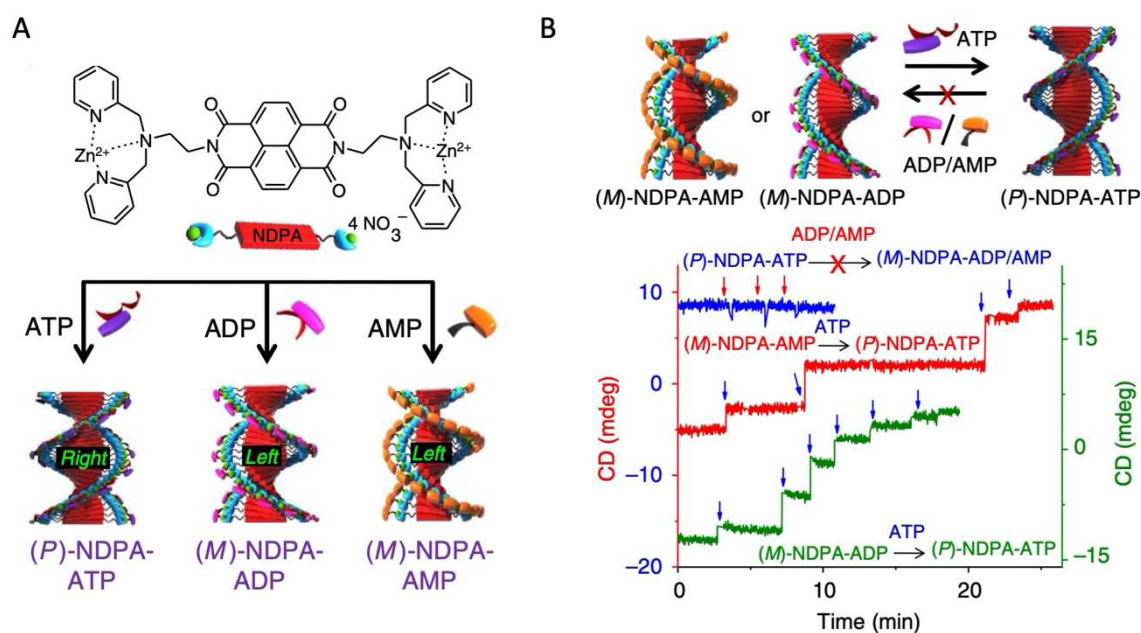 A
O
O
N
N
Zn2+
N
N
N
N
Zn2+
N
N
O
O
NDPA
4 NO3−
ATP
ADP
AMP
Right
Left
Left
(P)-NDPA-
ATP
(M)-NDPA-
ADP
(M)-NDPA-
AMP
B
ATP
or
X
/
ADP/AMP
(M)-NDPA-AMP
(M)-NDPA-ADP
(P)-NDPA-ATP
ADP/AMP
(P)-NDPA-ATP X (M)-NDPA-ADP/AMP
ATP
(M)-NDPA-AMP → (P)-NDPA-ATP
ATP
(M)-NDPA-ADP → (P)-NDPA-ATP
CD (mdeg)
10
0
−10
−20
CD (mdeg)
15
0
−15
0 10 20
Time (min)